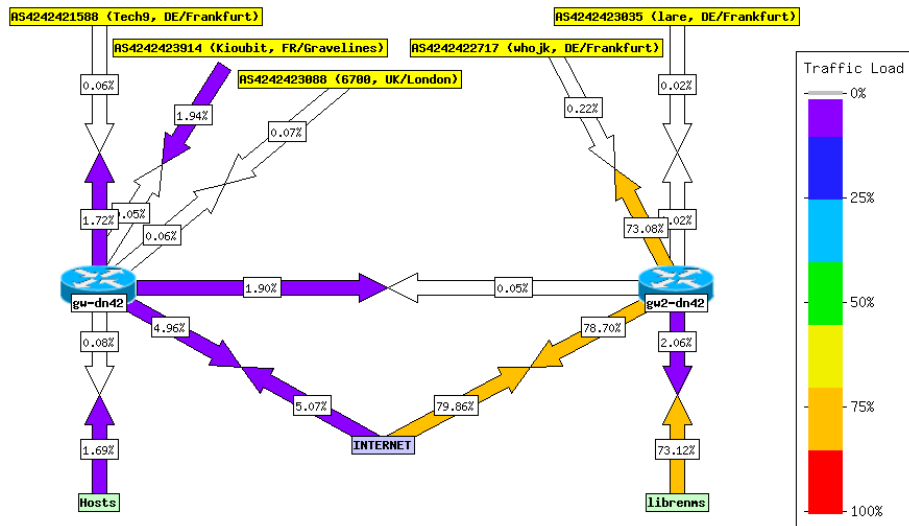 AS4242421588 (Tech9, DE/Frankfurt)
AS4242423035 (lare, DE/Frankfurt)
AS4242423914 (Kioubit, FR/Gravelines)
AS4242422717 (whojk, DE/Frankfurt)
AS4242423088 (6700, UK/London)
Traffic Load
0%
25%
50%
75%
100%
0.06%
1.94%
0.07%
0.22%
0.02%
1.72%
.05%
0.06%
73.08%
.02%
gw-dn42
1.90%
0.05%
gw2-dn42
0.08%
4.96%
78.70%
2.06%
5.07%
79.86%
INTERNET
1.69%
73.12%
Hosts
librenms